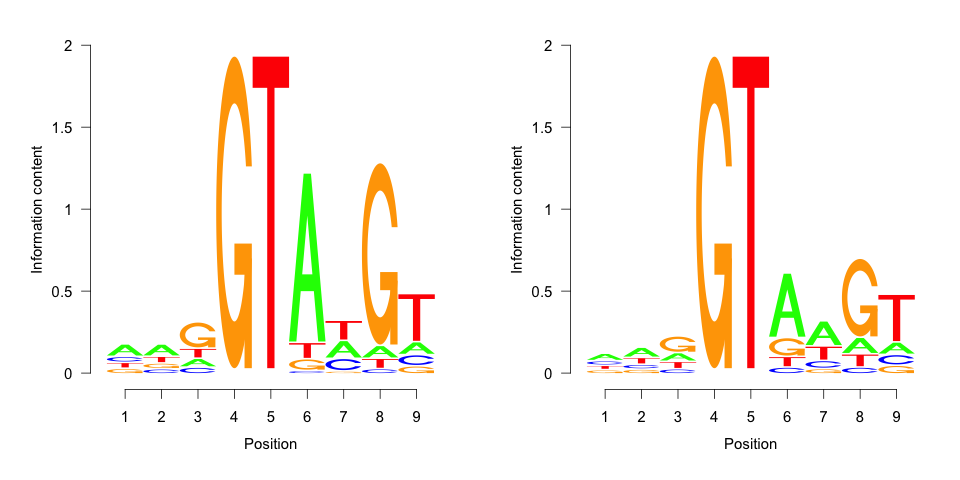 2
1.5
1
0.5
0
Information content
1 2 3 4 5 6 7 8 9
Position
A A G G T A T G T
A T T T A A A
C G A G C T C
T C C C C G
G
2
1.5
1
0.5
0
Information content
1 2 3 4 5 6 7 8 9
Position
A A G G T A A G T
C T A G T A A
T C T T C T C
G G C C G C G